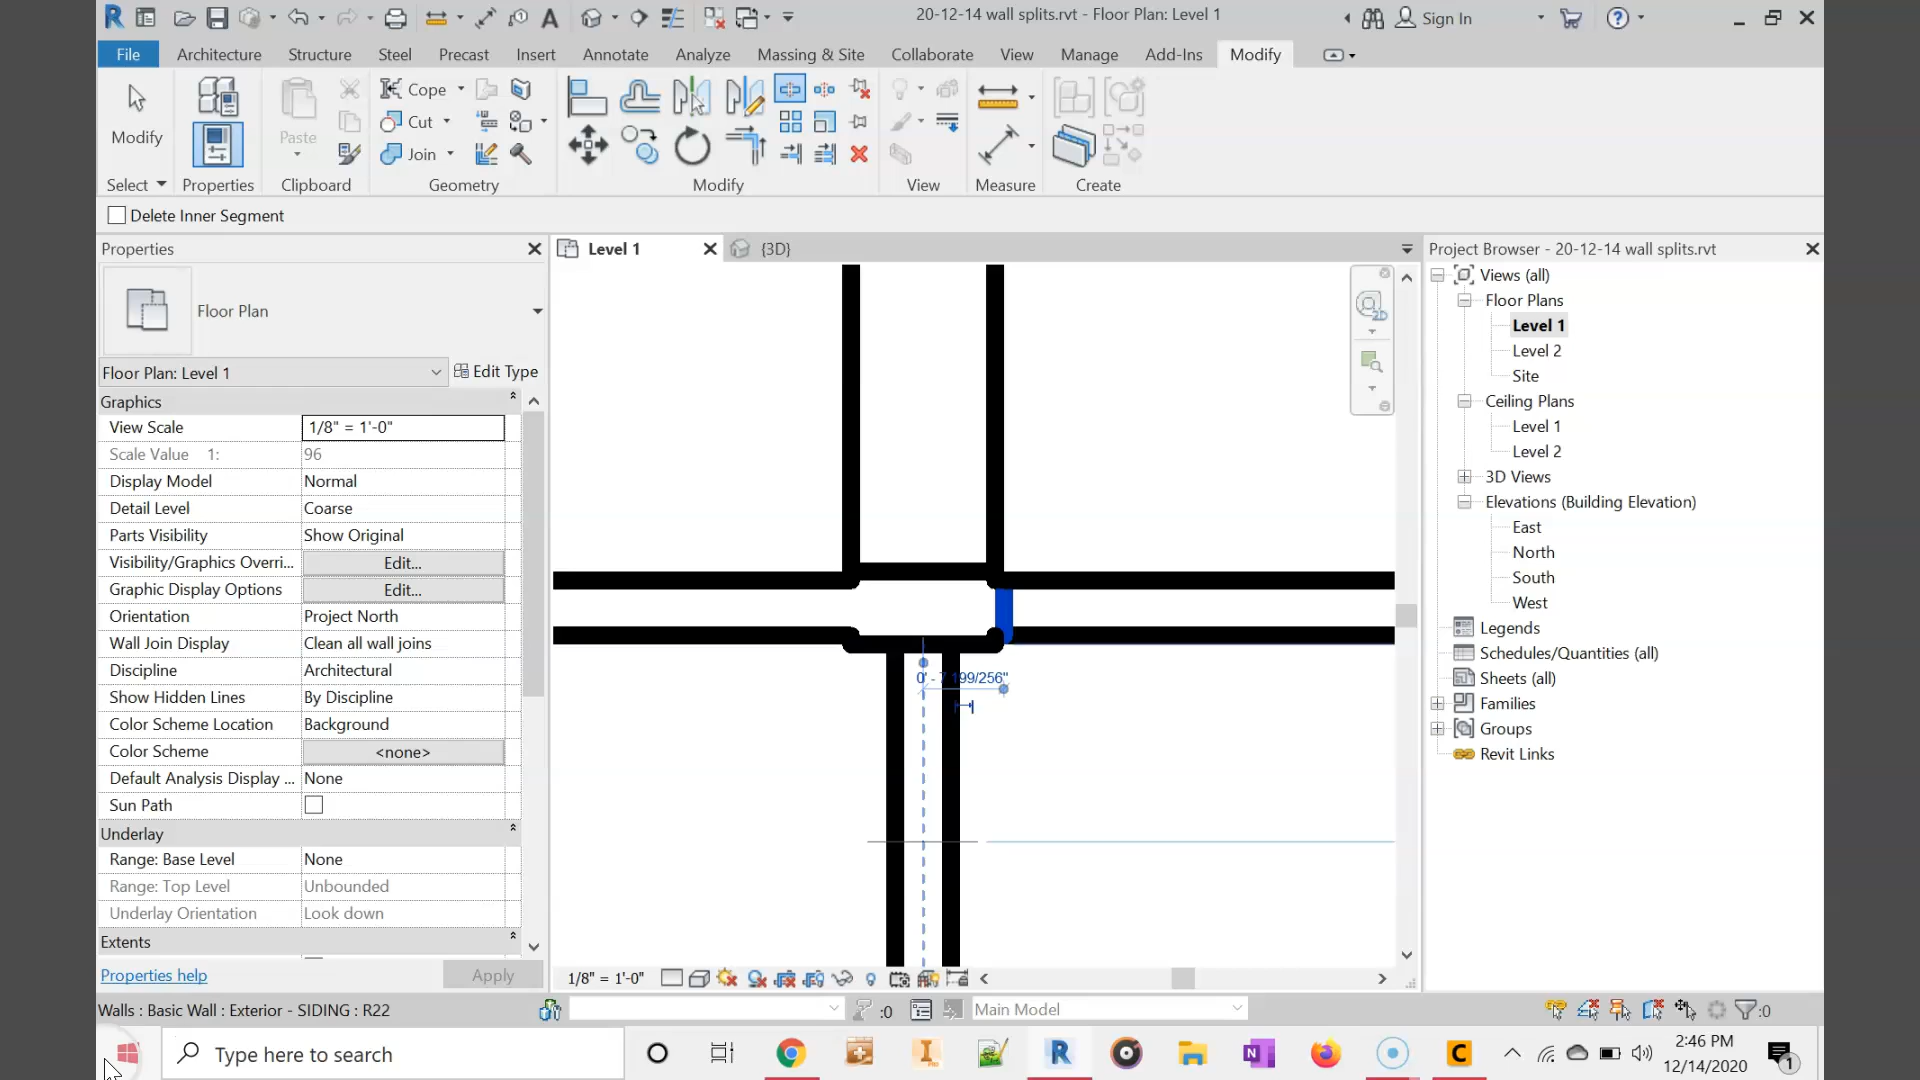 20-12-14 wall splits.rvt - Floor Plan: Level 1
Sign In
File Architecture Structure Steel Precast Insert Annotate Analyze Massing & Site Collaborate View Manage Add-Ins Modify
Modify
Paste
Cope
Cut
Join
Select Properties Clipboard Geometry Modify View Measure Create
Delete Inner Segment
Properties
Level 1
{3D}
Project Browser - 20-12-14 wall splits.rvt
Floor Plan
Floor Plan: Level 1
Edit Type
Graphics
View Scale 1/8" = 1'-0"
Scale Value 1: 96
Display Model Normal
Detail Level Coarse
Parts Visibility Show Original
Visibility/Graphics Overri... Edit...
Graphic Display Options Edit...
Orientation Project North
Wall Join Display Clean all wall joins
Discipline Architectural
Show Hidden Lines By Discipline
Color Scheme Location Background
Color Scheme <none>
Default Analysis Display ... None
Sun Path
Underlay
Range: Base Level None
Range: Top Level Unbounded
Underlay Orientation Look down
Extents
Properties help
Apply
2D
0' - 7 199/256"
1/8" = 1'-0"
Views (all)
Floor Plans
Level 1
Level 2
Site
Ceiling Plans
Level 1
Level 2
3D Views
Elevations (Building Elevation)
East
North
South
West
Legends
Schedules/Quantities (all)
Sheets (all)
Families
Groups
Revit Links
Walls : Basic Wall : Exterior - SIDING : R22
:0
Main Model
:0
Type here to search
2:46 PM
12/14/2020
1